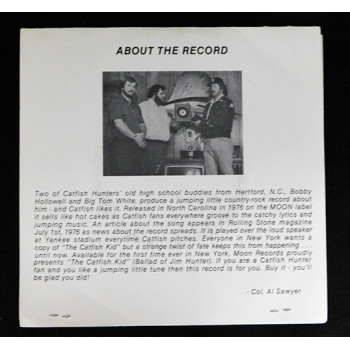 ABOUT THE RECORD
Two of Catfish Hunters' old high school buddies from Hertford, N.C., Bobby
Hollowell and Big Tom White, produce a jumping little country-rock record about
him - and Catfish likes it. Released in North Carolina in 1976 on the MOON label
it sells like hot cakes as Catfish fans everywhere groove to the catchy lyrics and
jumping music. An article about the song appears in Rolling Stone magazine
July 1st, 1976 as news about the record spreads. It is played over the loud speaker
at Yankee stadium everytime Catfish pitches. Everyone in New York wants a
copy of "The Catfish Kid" but a strange twist of fate keeps this from happening . . .
until now. Available for the first time ever in New York, Moon Records proudly
presents "The Catfish Kid" (Ballad of Jim Hunter). If you are a Catfish Hunter
fan and you like a jumping little tune then this record is for you. Buy it - you'll
be glad you did!
- Col. Al Sawyer